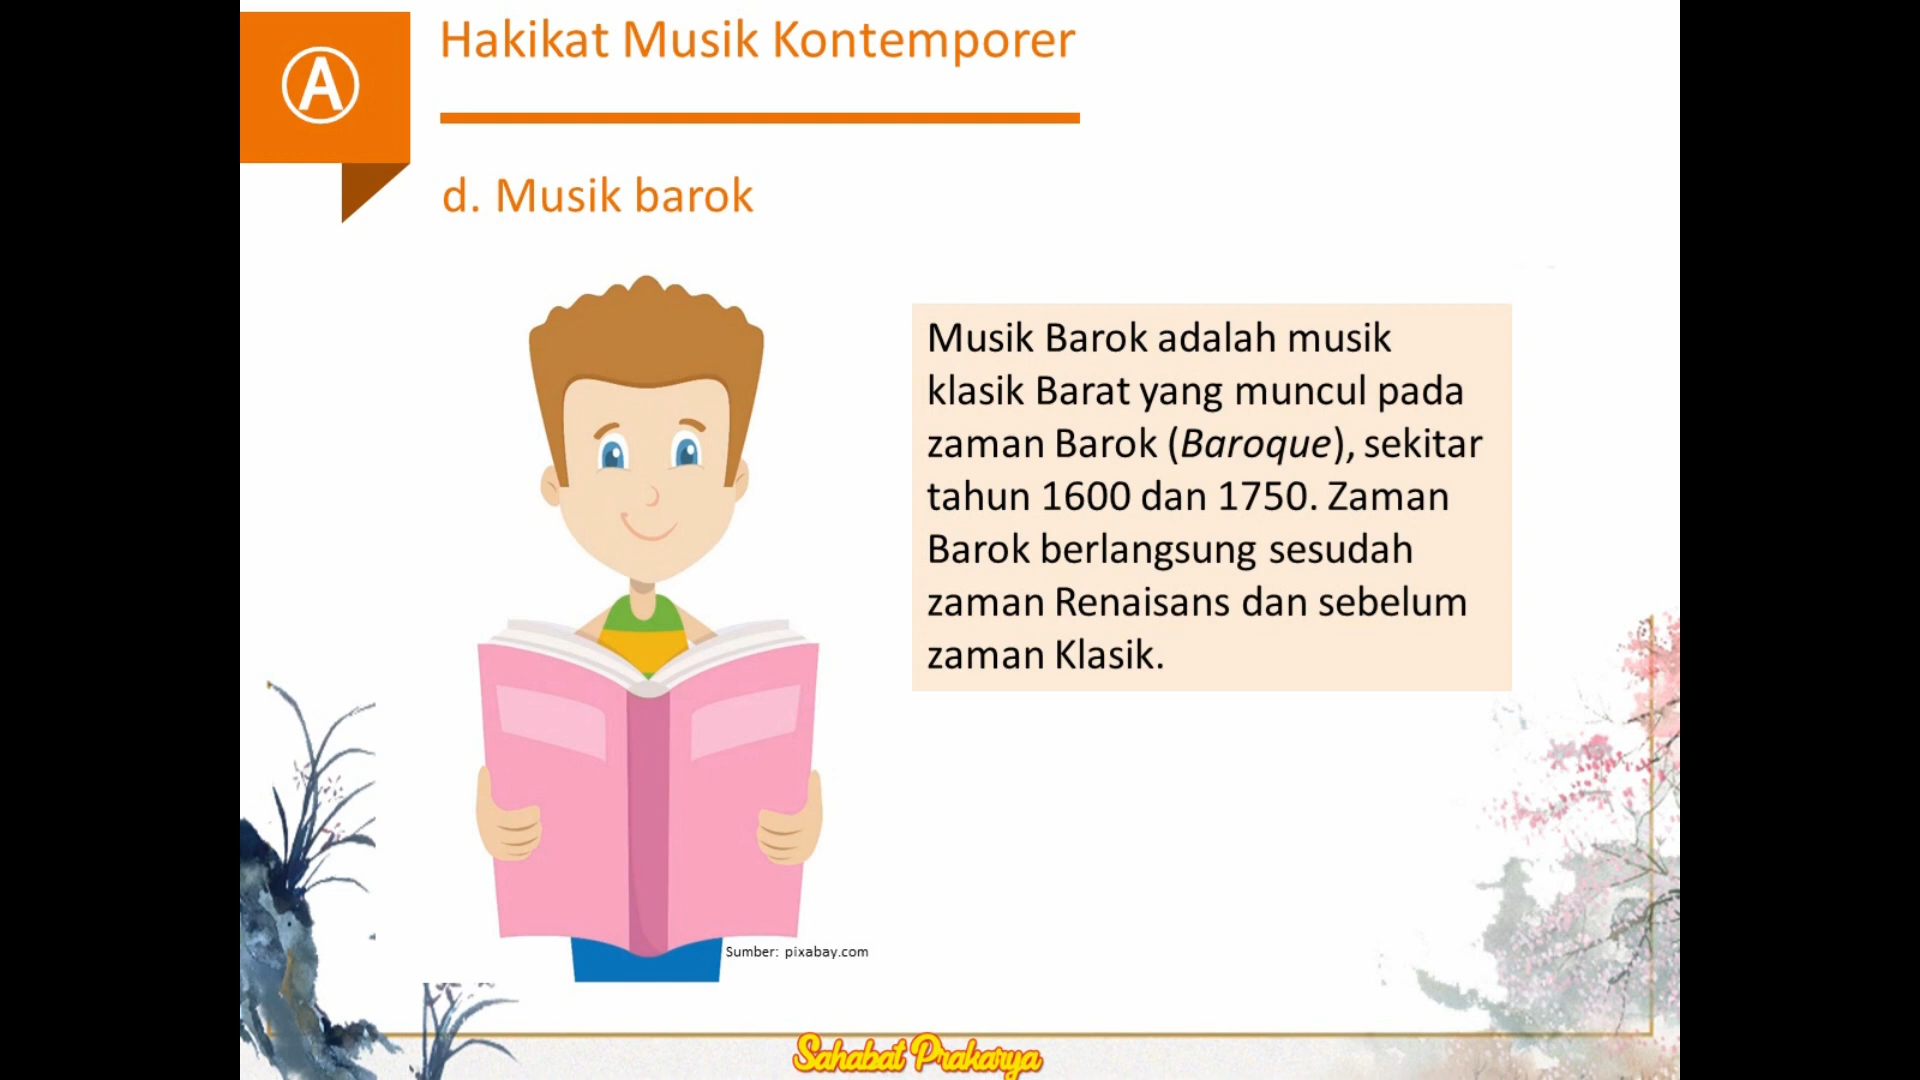 A
Hakikat Musik Kontemporer
d. Musik barok
Musik Barok adalah musik
klasik Barat yang muncul pada
zaman Barok (Baroque), sekitar
tahun 1600 dan 1750. Zaman
Barok berlangsung sesudah
zaman Renaisans dan sebelum
zaman Klasik.
Sumber: pixabay.com
Sahabat Prakarya